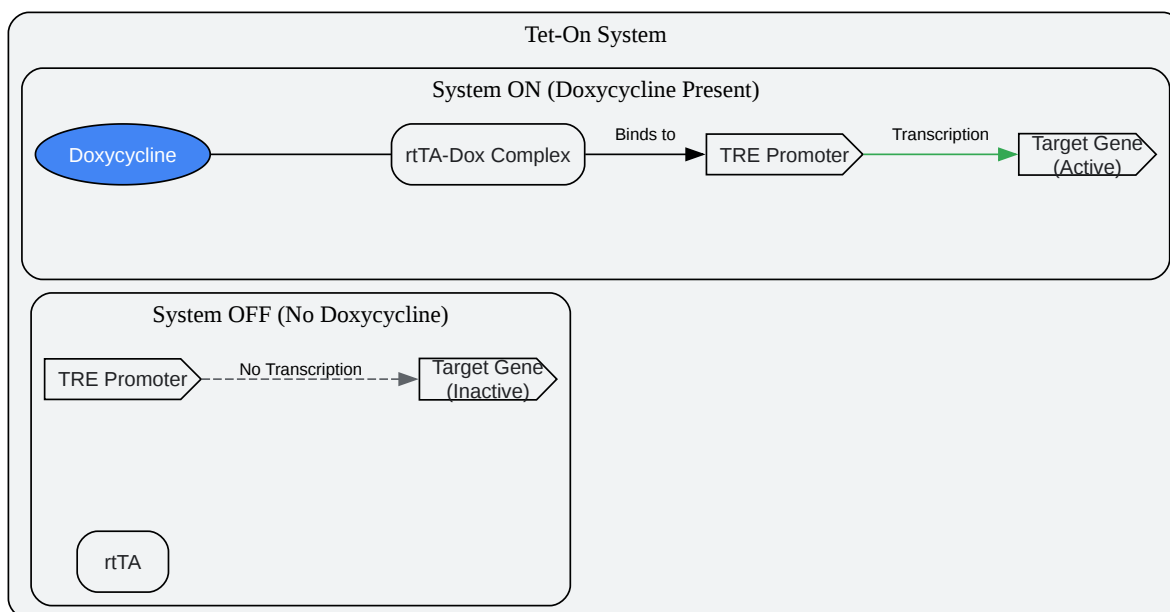 Tet-On System
System ON (Doxycycline Present)
Doxycycline
rtTA-Dox Complex
Binds to
TRE Promoter
Transcription
Target Gene
(Active)
System OFF (No Doxycycline)
TRE Promoter
No Transcription
Target Gene
(Inactive)
rtTA